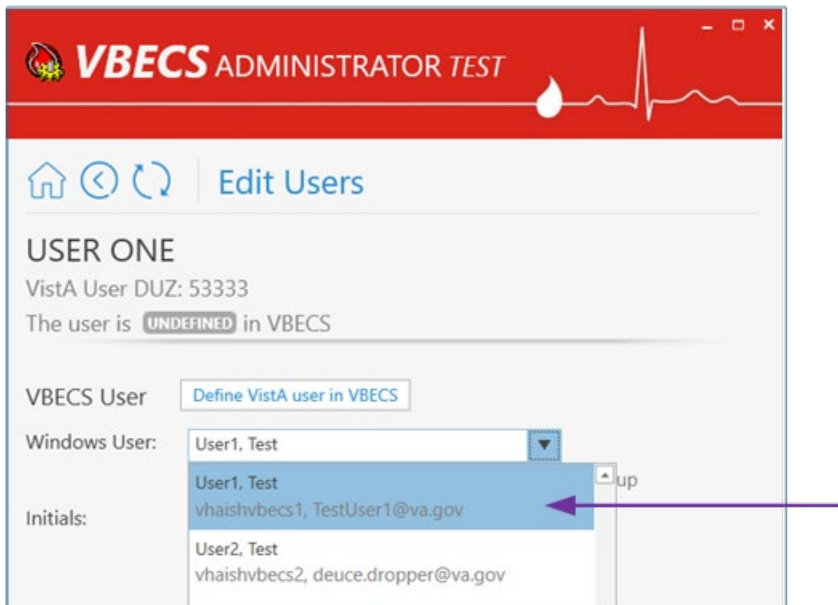 VBECS ADMINISTRATOR TEST
Edit Users
USER ONE
VistA User DUZ: 53333
The user is UNDEFINED in VBECS
VBECS User Define VistA user in VBECS
Windows User: User1, Test
User1, Test
up
vhaishvbecs1, TestUser1@va.gov
Initials:
User2, Test
vhaishvbecs2, deuce.dropper@va.gov